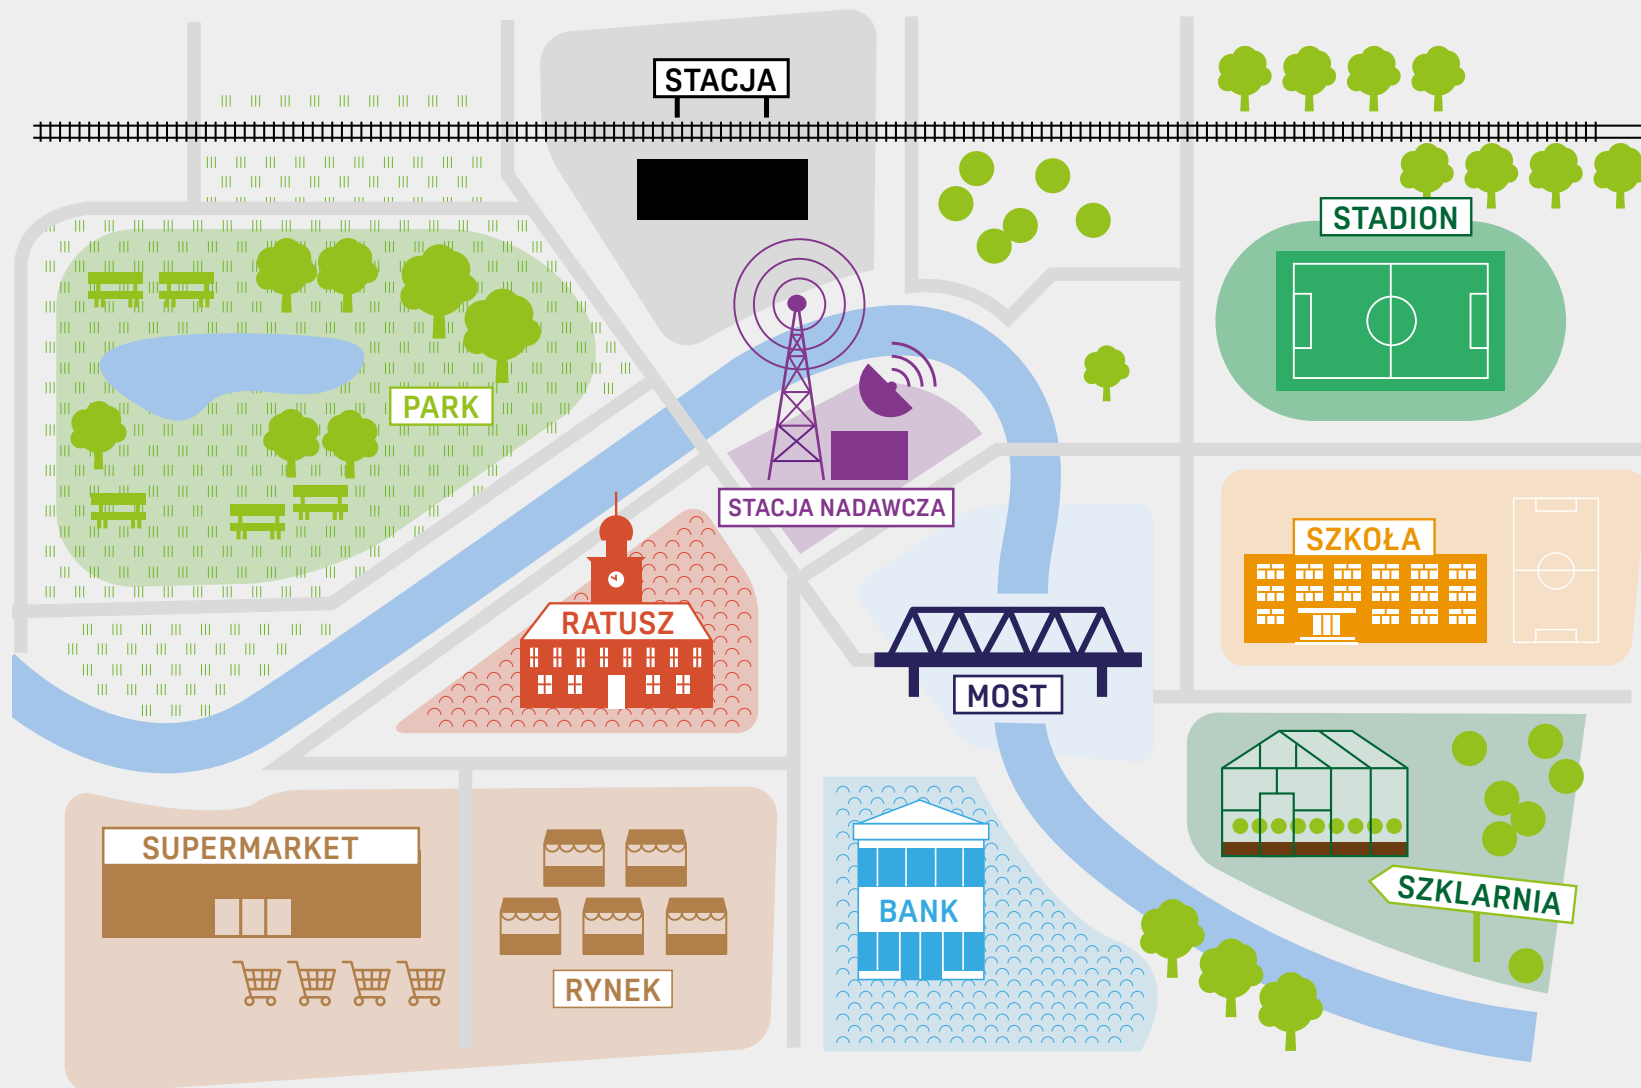 STACJA
STADION
PARK
STACJA NADAWCZA
SZKOŁA
RATUSZ
MOST
SUPERMARKET
SZKLARNIA
BANK
RYNEK